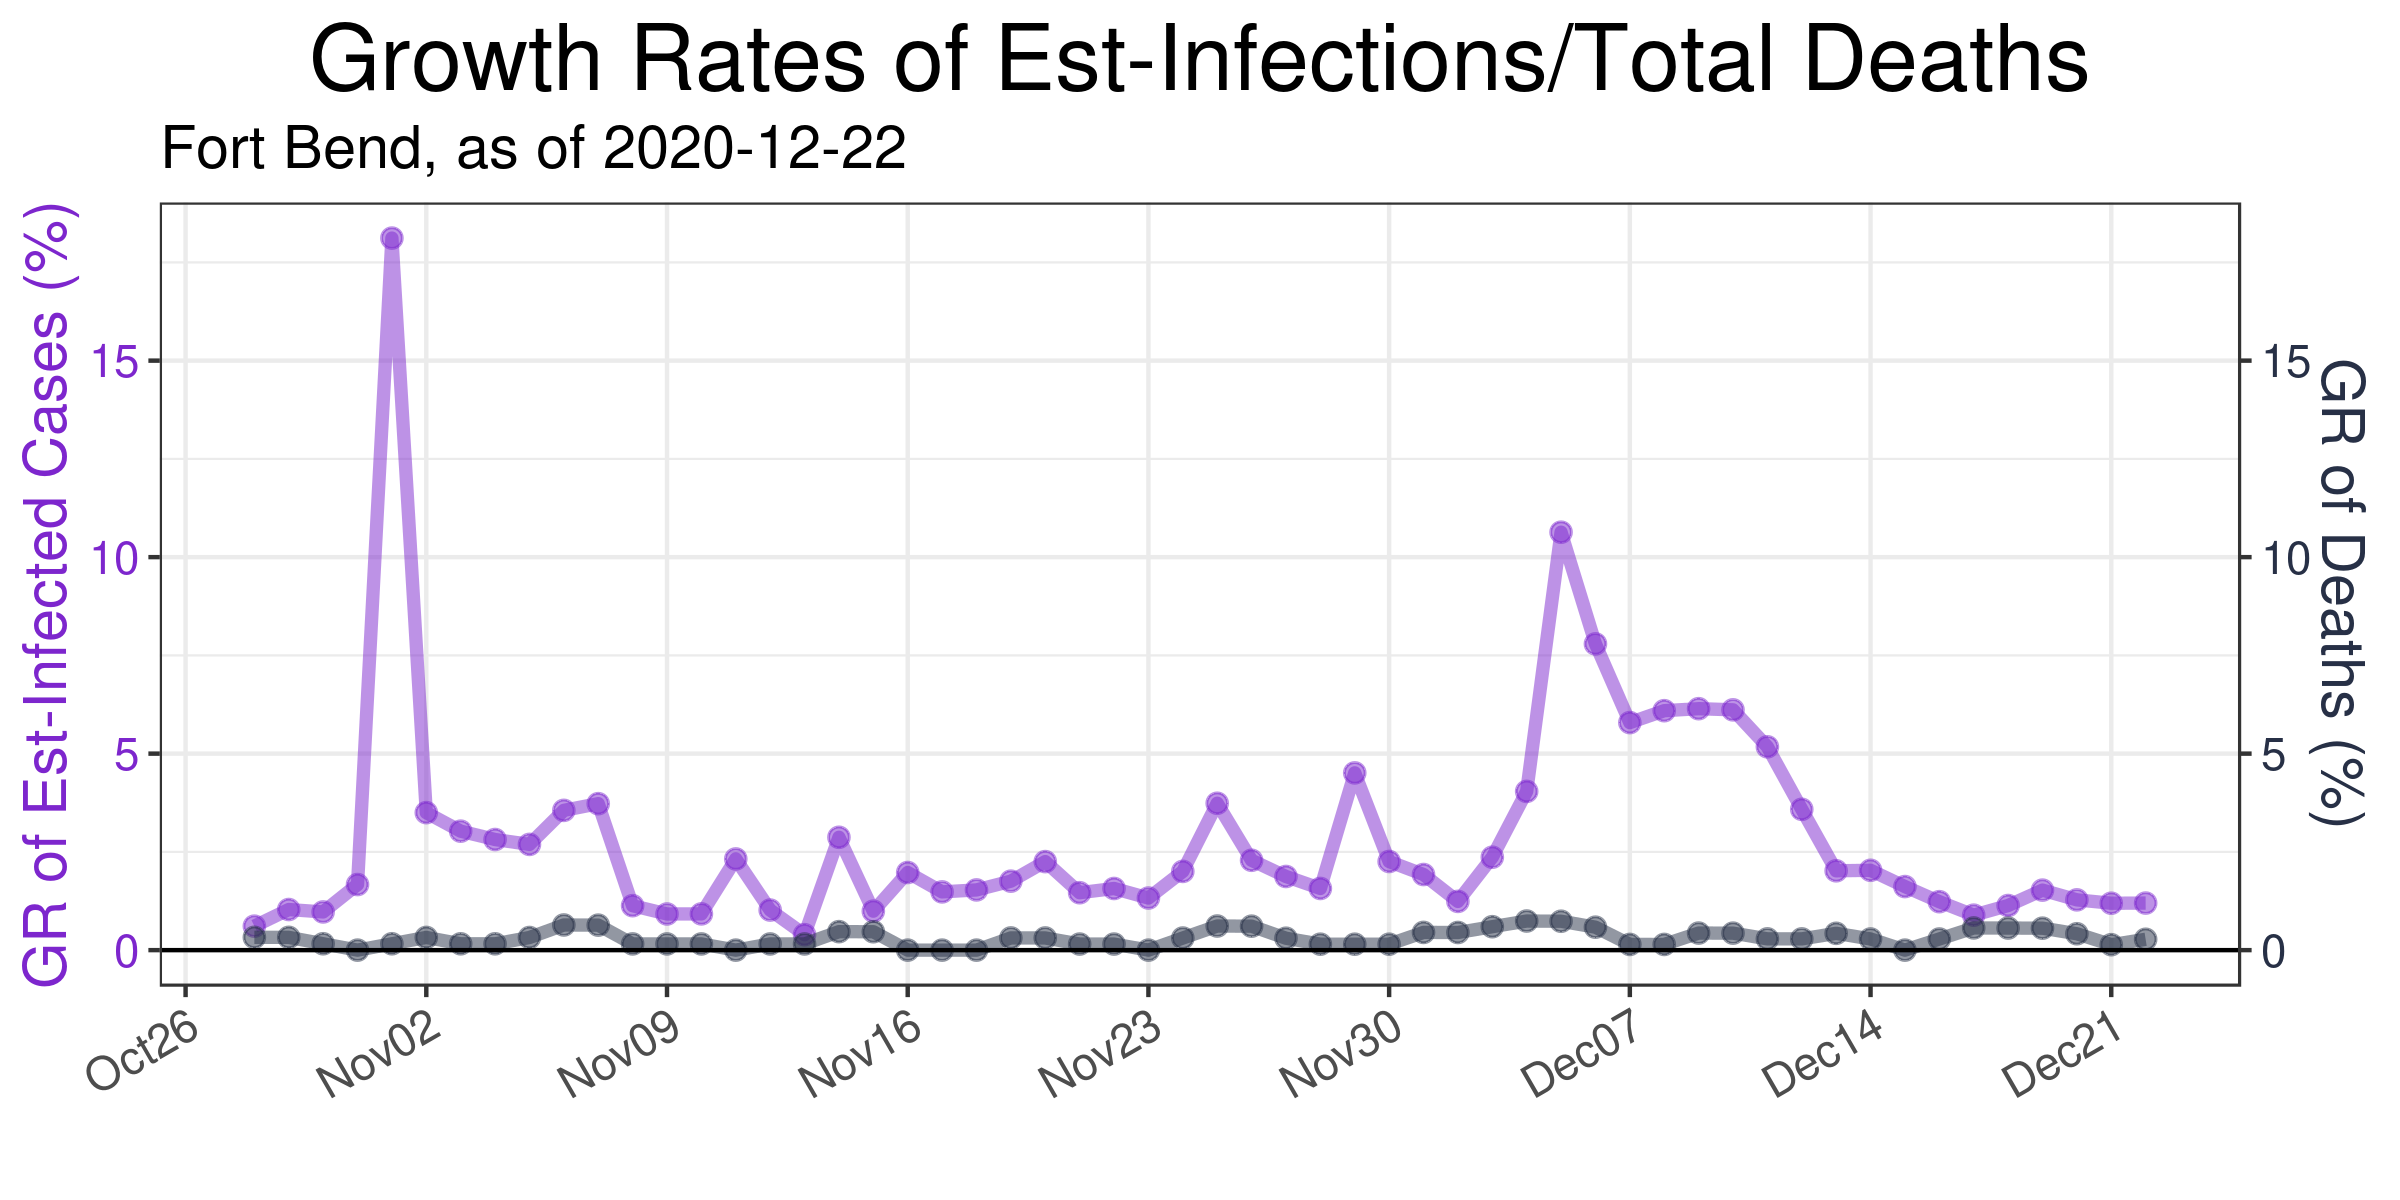 Growth Rates of Est-Infections/Total Deaths
Fort Bend, as of 2020-12-22
GR of Est-Infected Cases (%)
15
10
5
0
15
10
5
0
GR of Deaths (%)
Oct26
Nov02
Nov09
Nov16
Nov23
Nov30
Dec07
Dec14
Dec21